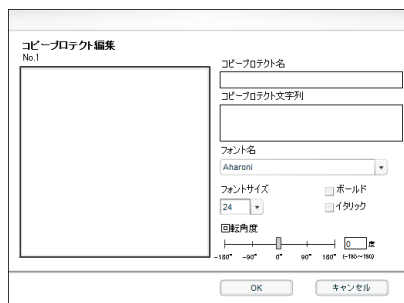 コピープロテクト編集
No.1
コピープロテクト名
コピープロテクト文字列
フォント名
Aharoni
フォントサイズ
24
ボールド
イタリック
回転角度
0 度
-180° -90° 0° 90° 180° (-180～180)
OK キャンセル